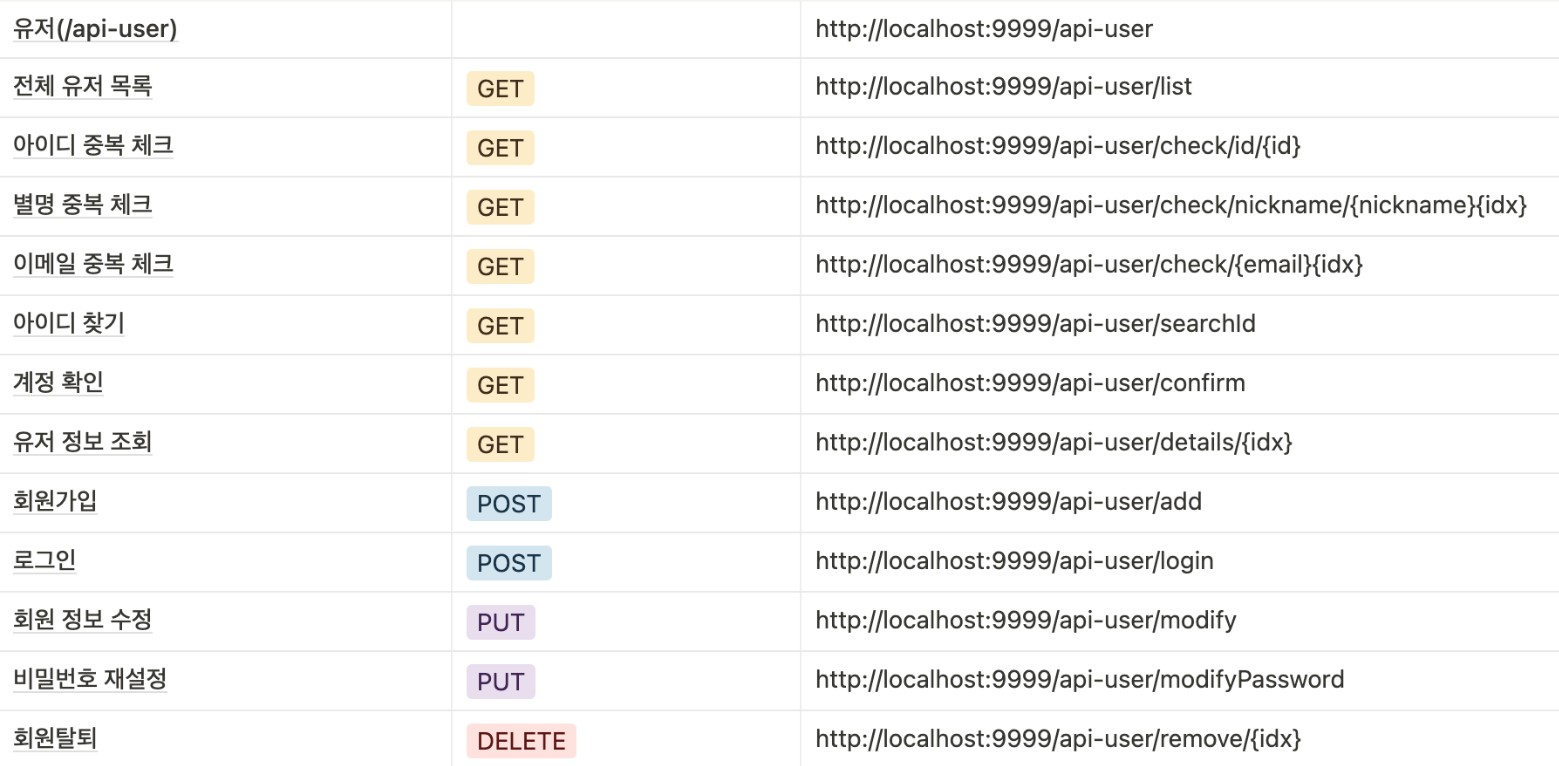 유저(/api-user) http://localhost:9999/api-user
전체 유저 목록 GET http://localhost:9999/api-user/list
아이디 중복 체크 GET http://localhost:9999/api-user/check/id/{id}
별명 중복 체크 GET http://localhost:9999/api-user/check/nickname/{nickname}{idx}
이메일 중복 체크 GET http://localhost:9999/api-user/check/{email}{idx}
아이디 찾기 GET http://localhost:9999/api-user/searchId
계정 확인 GET http://localhost:9999/api-user/confirm
유저 정보 조회 GET http://localhost:9999/api-user/details/{idx}
회원가입 POST http://localhost:9999/api-user/add
로그인 POST http://localhost:9999/api-user/login
회원 정보 수정 PUT http://localhost:9999/api-user/modify
비밀번호 재설정 PUT http://localhost:9999/api-user/modifyPassword
회원탈퇴 DELETE http://localhost:9999/api-user/remove/{idx}